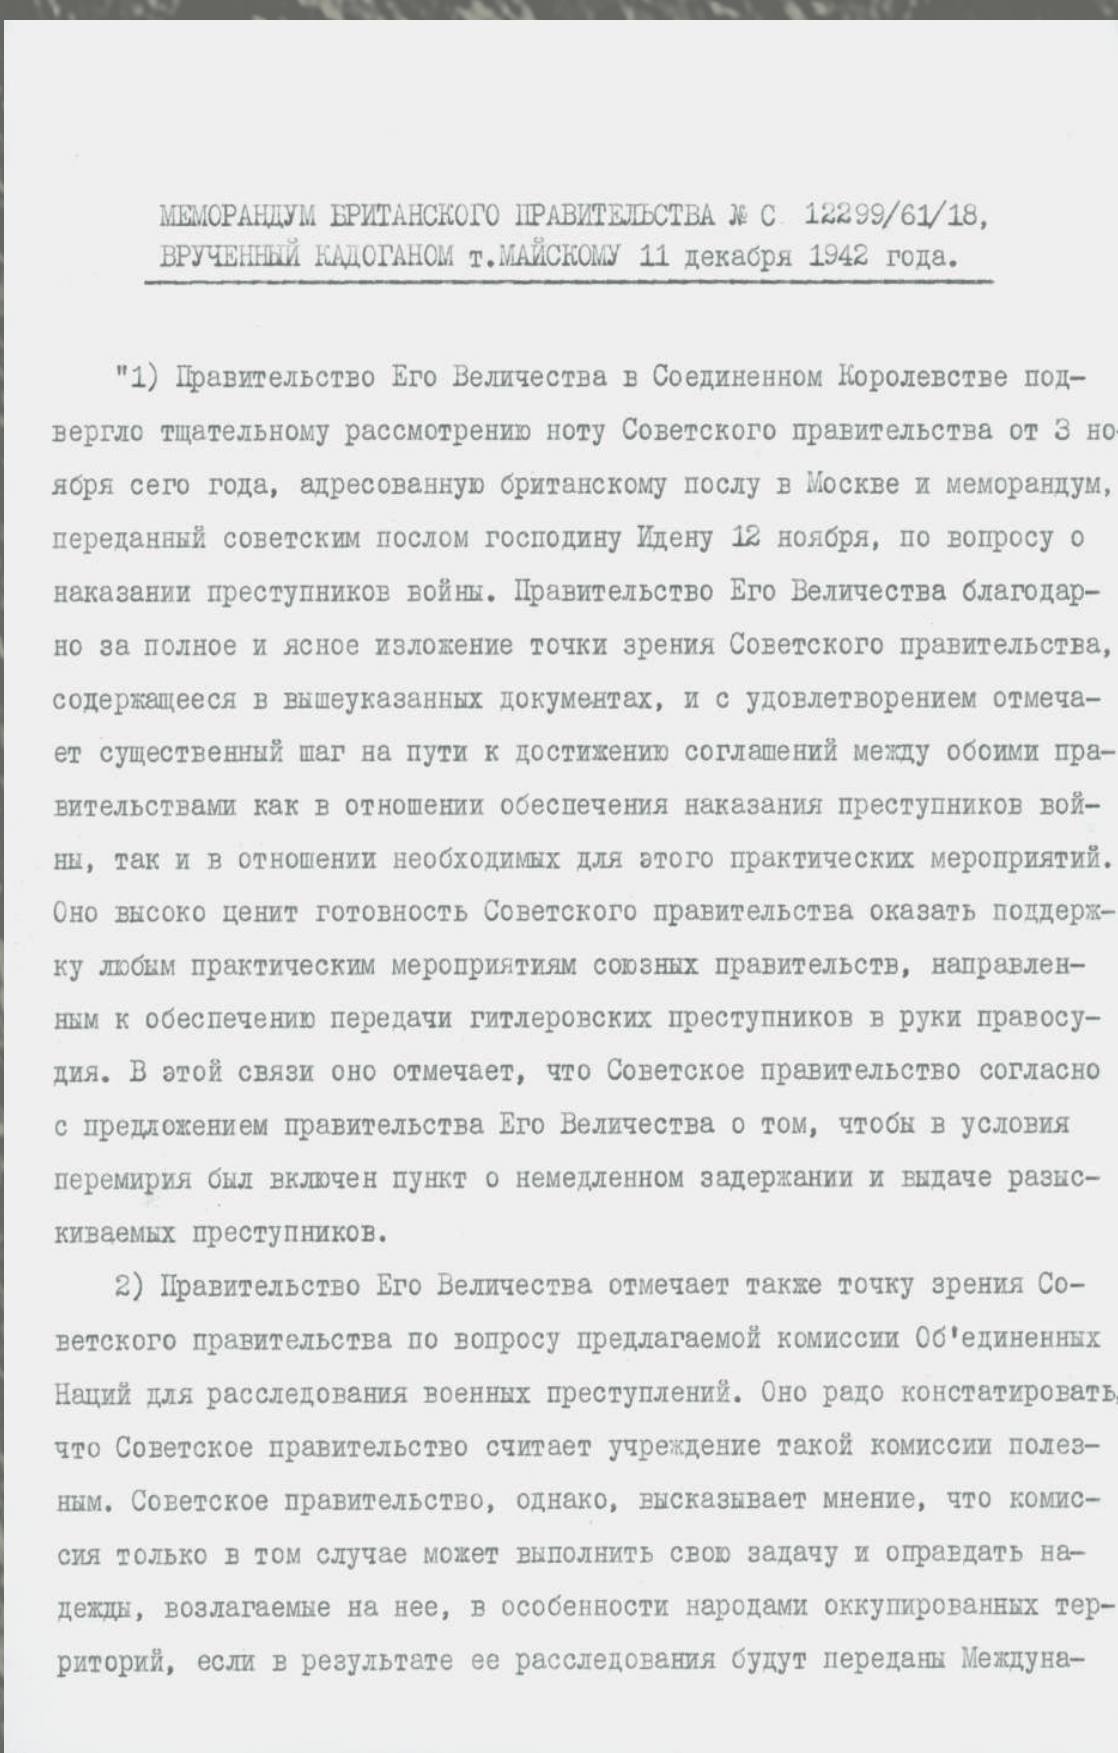 МЕМОРАНДУМ БРИТАНСКОГО ПРАВИТЕЛЬСТВА № С 12299/61/18,
ВРУЧЕННЫЙ КАДОГАНОМ т.МАЙСКОМУ 11 декабря 1942 года.
"1) Правительство Его Величества в Соединенном Королевстве под-
вергло тщательному рассмотрению ноту Советского правительства от 3 но-
ября сего года, адресованную британскому послу в Москве и меморандум,
переданный советским послом господину Идену 12 ноября, по вопросу о
наказании преступников войны. Правительство Его Величества благодар-
но за полное и ясное изложение точки зрения Советского правительства,
содержащееся в вышеуказанных документах, и с удовлетворением отмеча-
ет существенный шаг на пути к достижению соглашений между обоими пра-
вительствами как в отношении обеспечения наказания преступников вой-
ны, так и в отношении необходимых для этого практических мероприятий.
Оно высоко ценит готовность Советского правительства оказать поддерж-
ку любым практическим мероприятиям союзных правительств, направлен-
ным к обеспечению передачи гитлеровских преступников в руки правосу-
дия. В этой связи оно отмечает, что Советское правительство согласно
с предложением правительства Его Величества о том, чтобы в условия
перемирия был включен пункт о немедленном задержании и выдаче разыс-
киваемых преступников.
2) Правительство Его Величества отмечает также точку зрения Со-
ветского правительства по вопросу предлагаемой комиссии Об'единенных
Наций для расследования военных преступлений. Оно радо констатировать,
что Советское правительство считает учреждение такой комиссии полез-
ным. Советское правительство, однако, высказывает мнение, что комис-
сия только в том случае может выполнить свою задачу и оправдать на-
дежды, возлагаемые на нее, в особенности народами оккупированных тер-
риторий, если в результате ее расследования будут переданы Междуна-